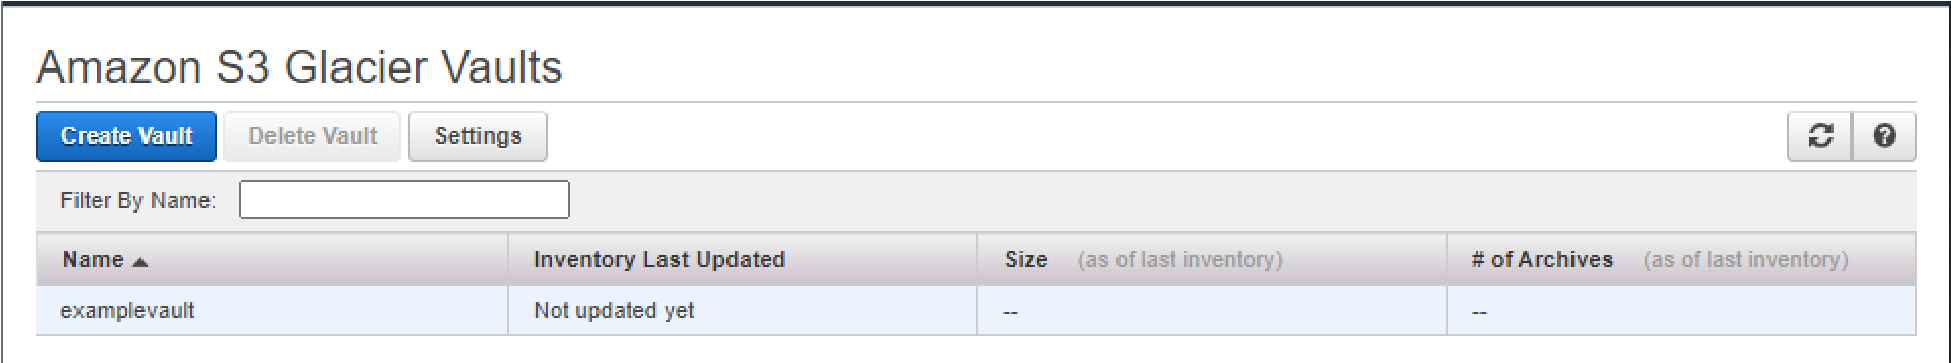 Amazon S3 Glacier Vaults
Create Vault Delete Vault Settings
Filter By Name:
Name Inventory Last Updated Size (as of last inventory) # of Archives (as of last inventory)
examplevault Not updated yet -- --